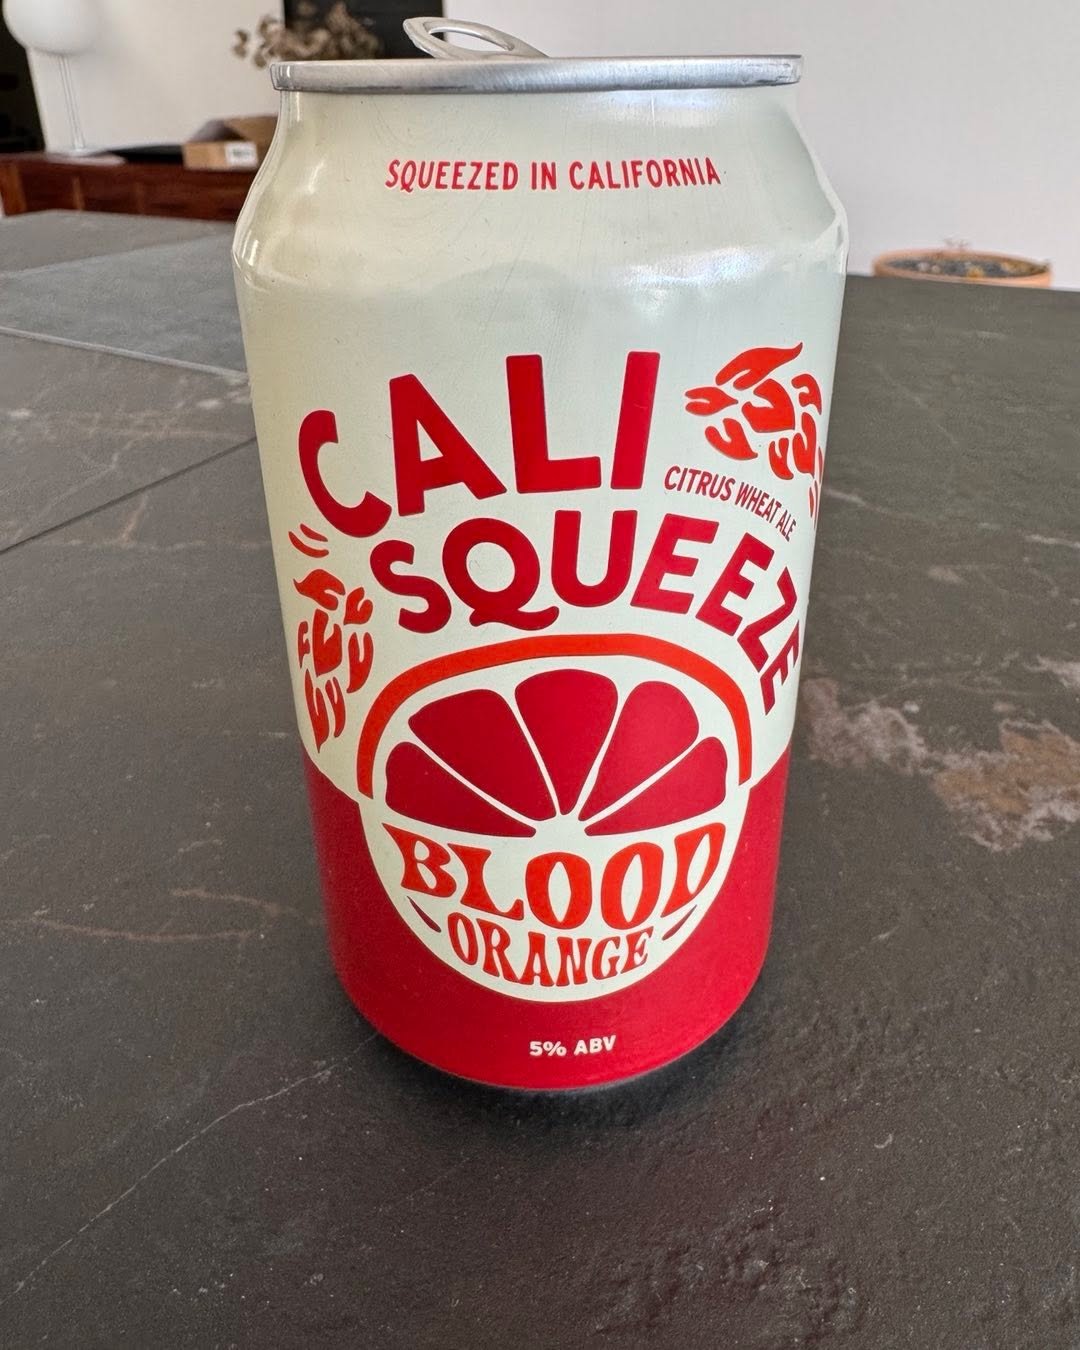 SQUEEZED IN CALIFORNIA
CALI
CITRUS WHEAT ALE
SQUEEZE
BLOOD
ORANGE
5% ABV